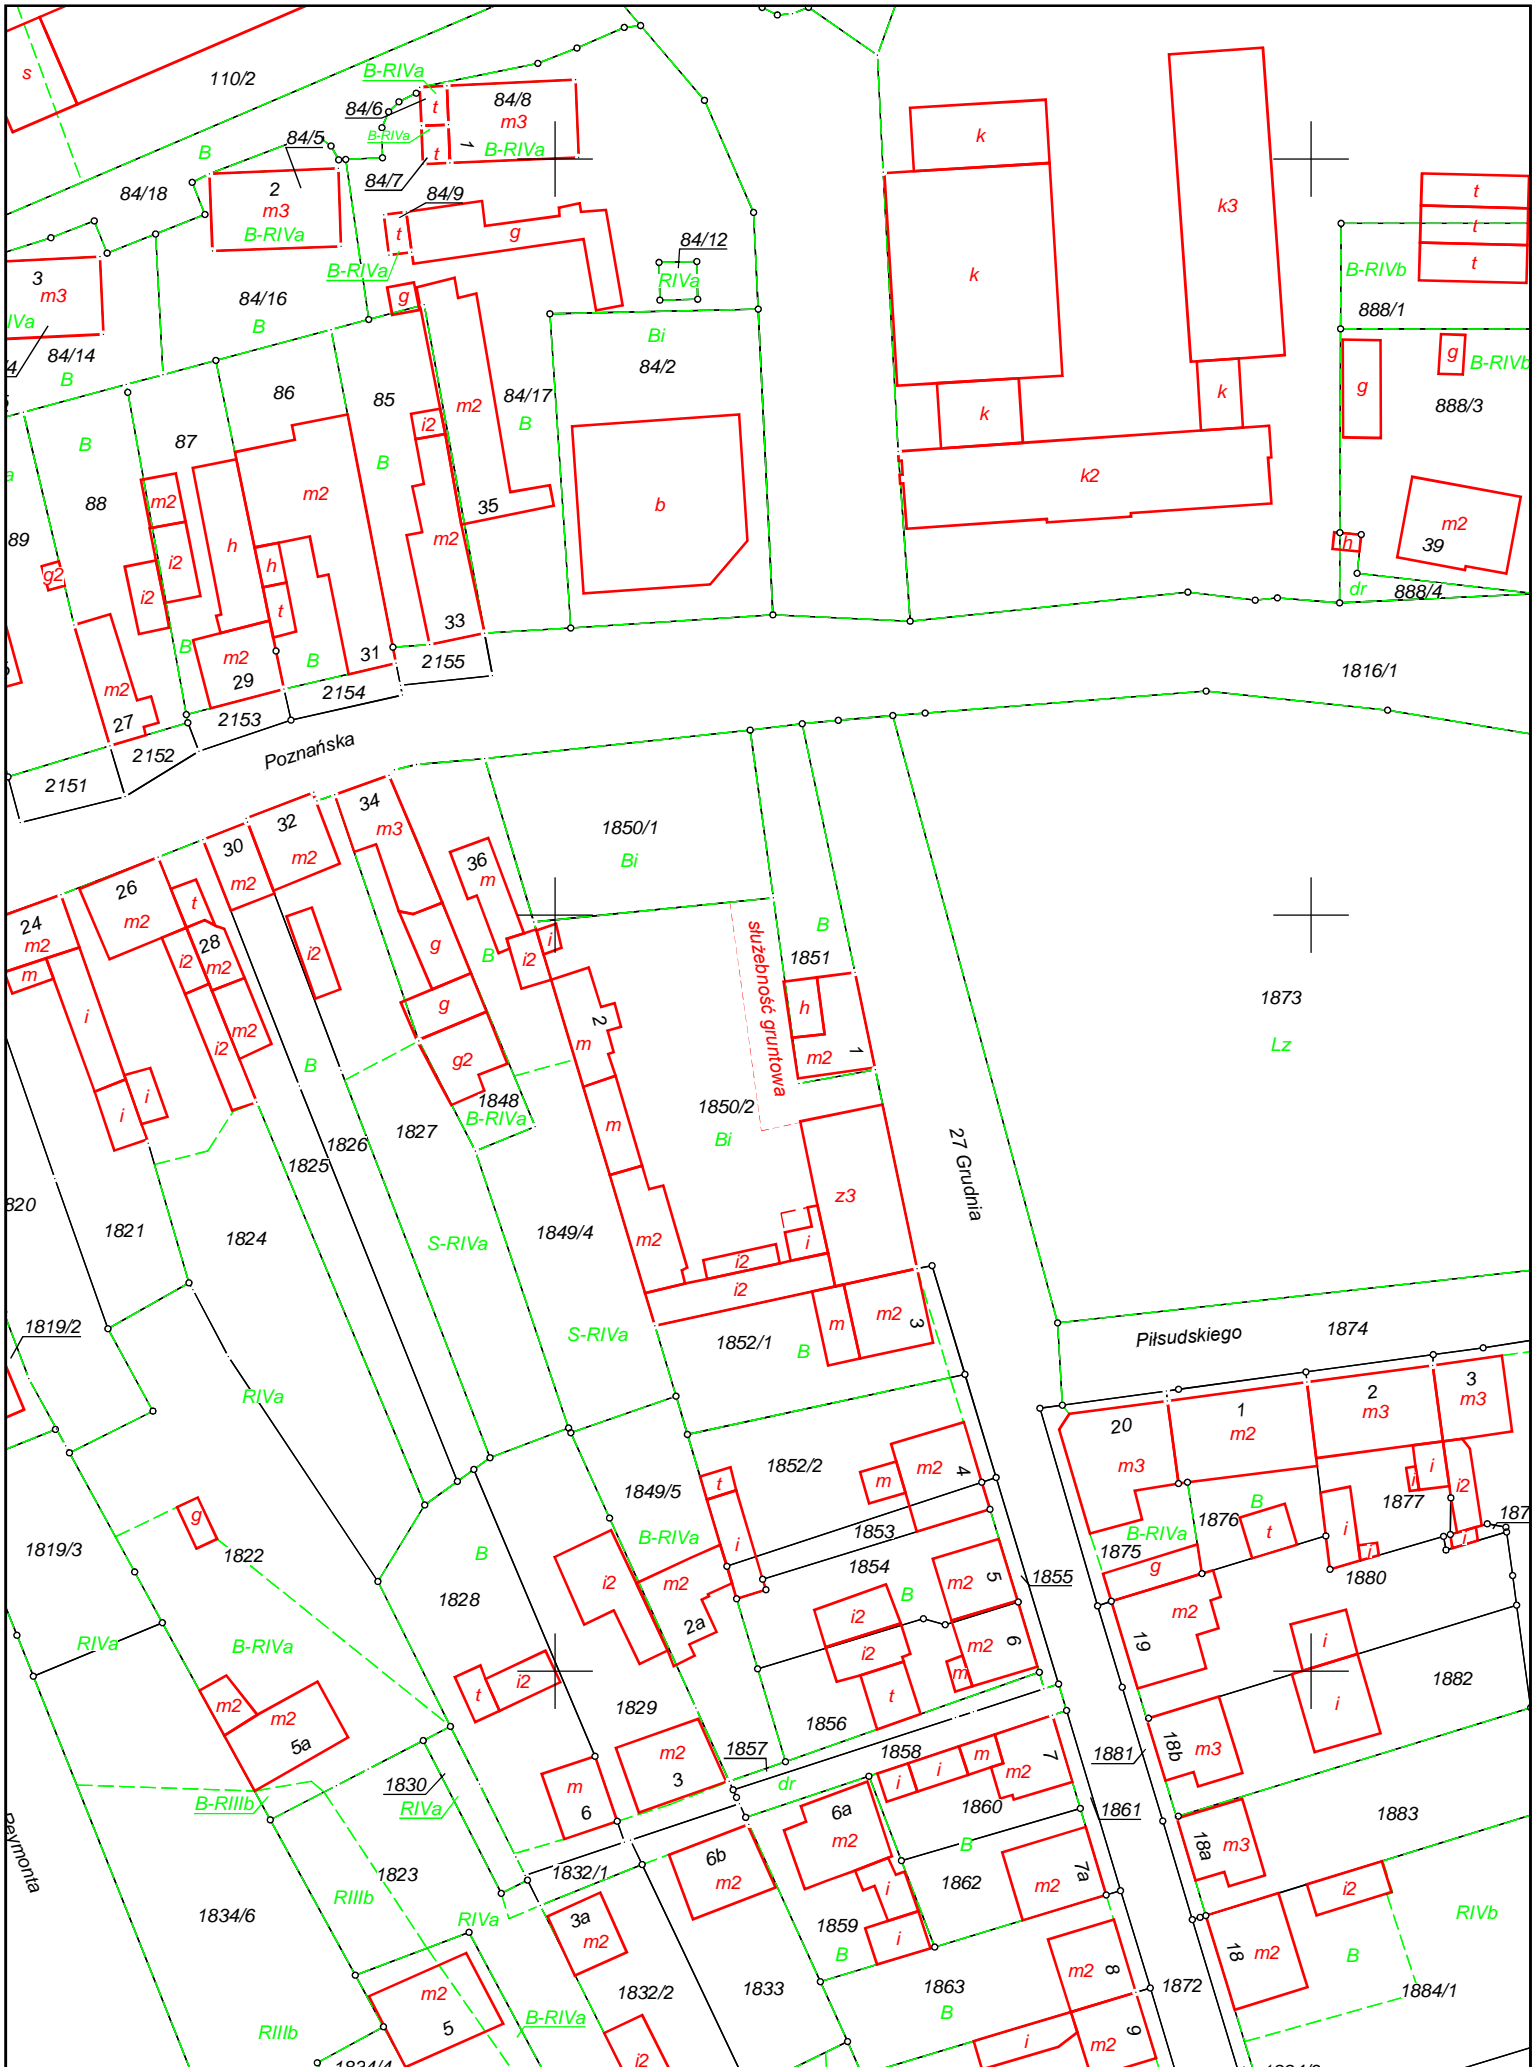 s
110/2
B-RIVa
84/6
t
84/8
m3
B-RIVa
B-RIVa
t
1
84/7
84/5
B
84/18
2
m3
B-RIVa
84/9
t
g
B-RIVa
84/12
RIVa
k
k
k3
k
k
k2
t
t
t
B-RIVb
888/1
g
g
B-RIVb
888/3
m2
39
h
dr
888/4
3
m3
IVa
84/14
B
84/16
B
g
Bi
84/2
b
86
85
m2
84/17
B
i2
B
87
B
88
89
m2
m2
35
m2
i2
i2
g2
h
h
t
B
m2
29
B
31
33
m2
27
2155
2154
2153
2152
2151
Poznańska
1816/1
34
m3
32
m2
30
m2
36
m
1850/1
Bi
26
m2
t
24
m2
m
28
i2
m2
i2
g
B
i2
i
służebność gruntowa
B
1851
h
m2
1
1873
Lz
i
m2
i2
g
g2
2
m
B
1848
B-RIVa
m
1850/2
Bi
i
i
1827
1826
1825
27 Grudnia
z3
820
1821
1824
S-RIVa
1849/4
m2
i
i2
i2
m
m2
3
1819/2
S-RIVa
1852/1
B
Piłsudskiego
1874
RIVa
3
m3
2
m3
1
m2
20
m3
1852/2
m2
4
m
t
1849/5
i
i
i2
1877
B
1876
t
i
i
i
187
B-RIVa
1875
g
1853
1854
1819/3
g
1822
B
B-RIVa
i
i2
m2
2a
1828
m2
5
B
i2
1855
1880
m2
19
RIVa
B-RIVa
i2
m2
6
m
t
i
i
1882
m2
m2
5a
t
i2
1829
1856
18b
m3
m2
3
1857
1858
7
m
m2
i
i
1881
1830
RIVa
B-RIIIb
m
6
dr
6a
m2
1860
1861
1883
B
Reymonta
1832/1
6b
m2
1862
7a
m2
18a
m3
1823
RIIIb
1834/6
RIVa
3a
m2
i
1859
i
B
i2
RIVb
18
m2
B
m2
5
RIIIb
B-RIVa
1832/2
1833
1863
B
m2
8
1872
1884/1
i2
i
m2
9
1834/4